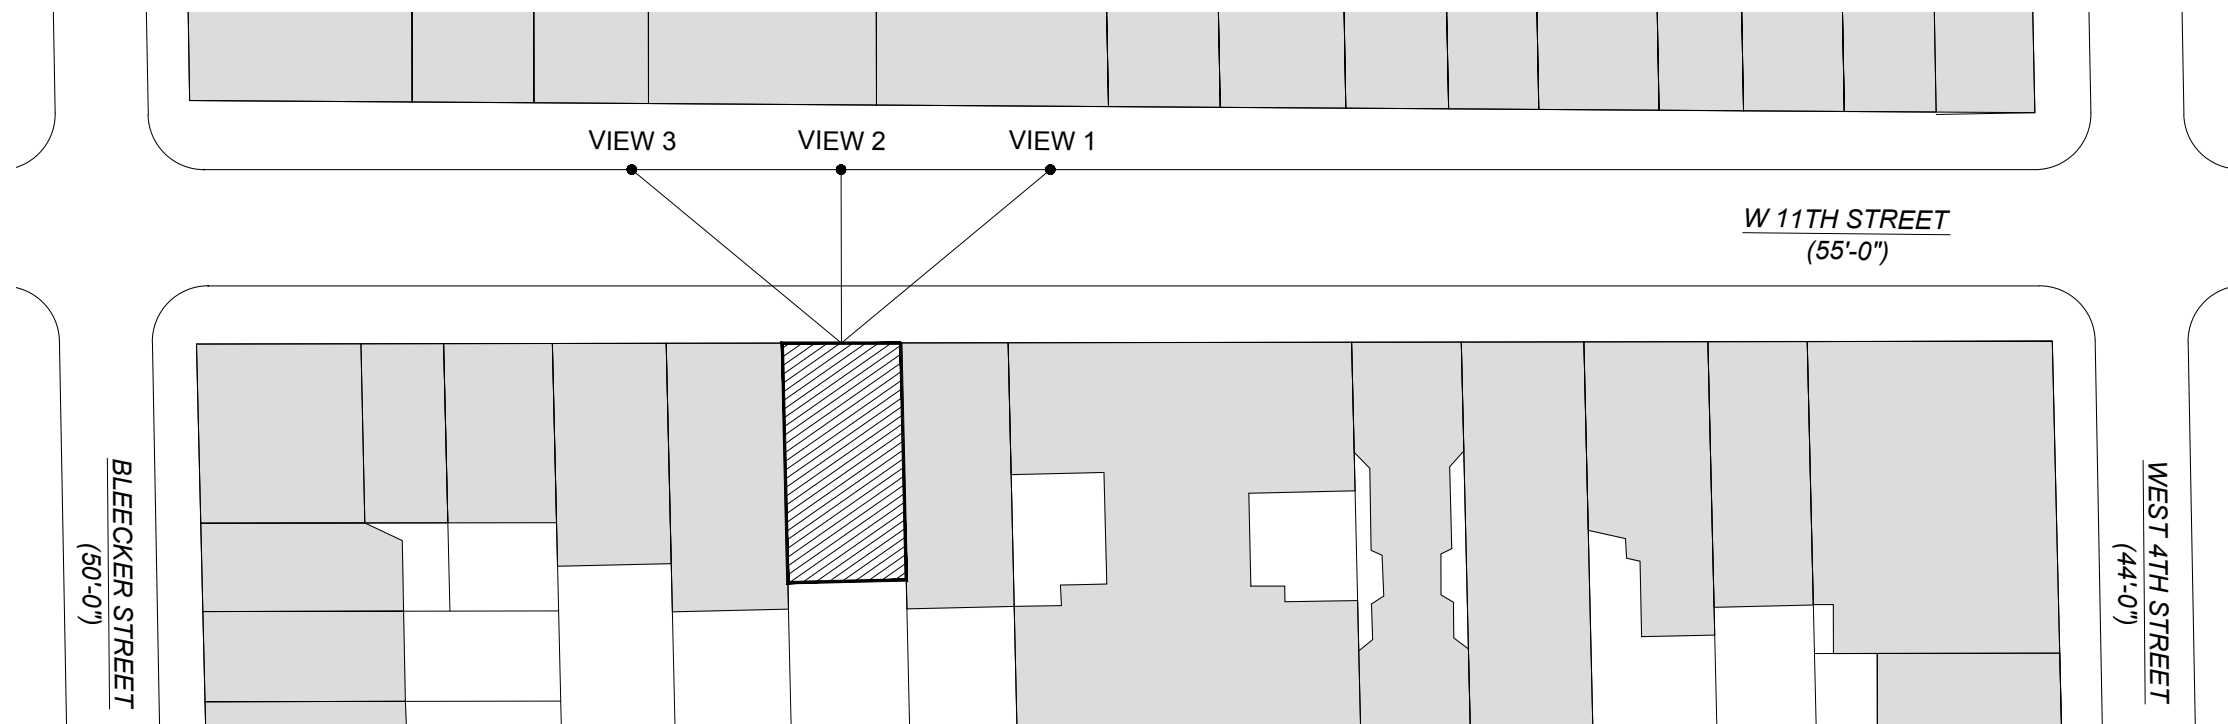 VIEW 3
VIEW 2
VIEW 1
W 11TH STREET
(55'-0")
BLEECKER STREET
(50'-0")
WEST 4TH STREET
(44'-0")